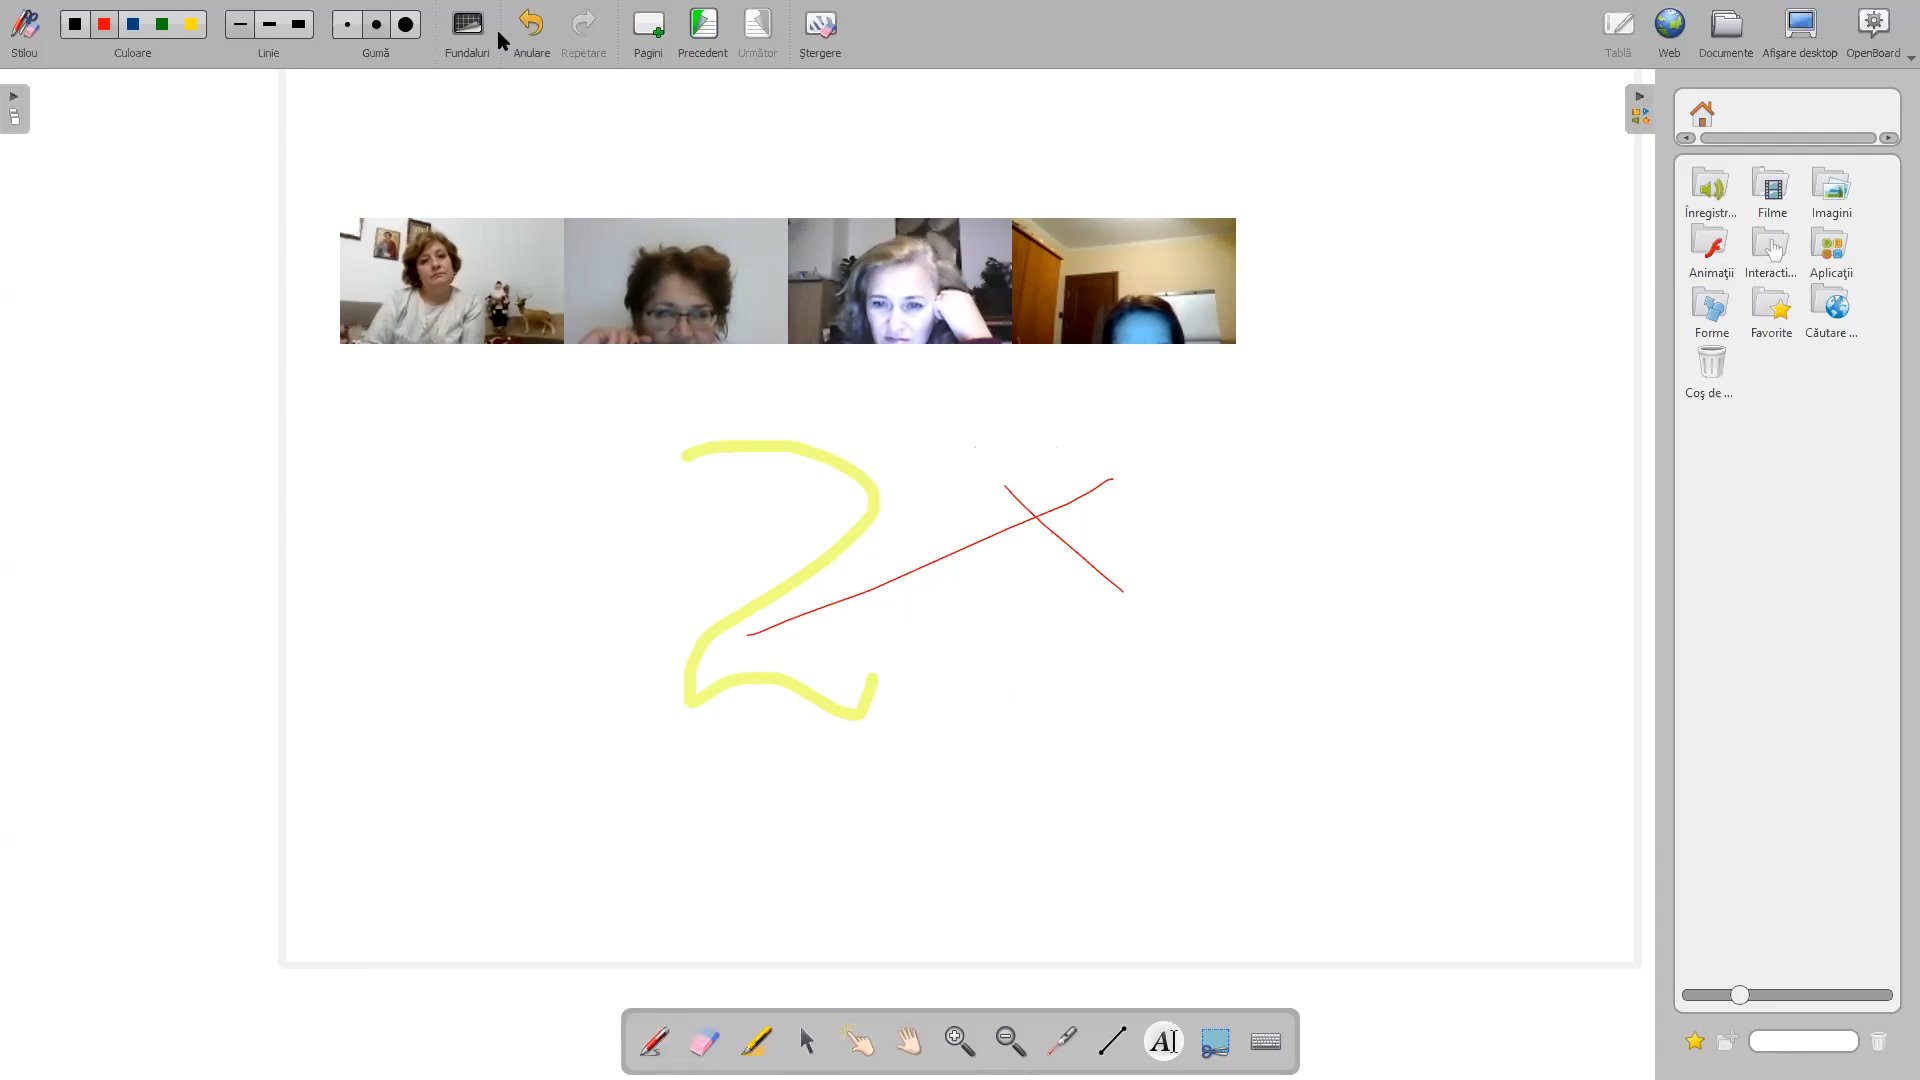 Stilou Culoare Linie Gumă Fundaluri Anulare Repetare Pagini Precedent Următor Ștergere Tablă Web Documente Afișare desktop OpenBoard
Înregistr... Filme Imagini
Animații Interacti... Aplicații
Forme Favorite Căutare ...
Coș de ...
2
A